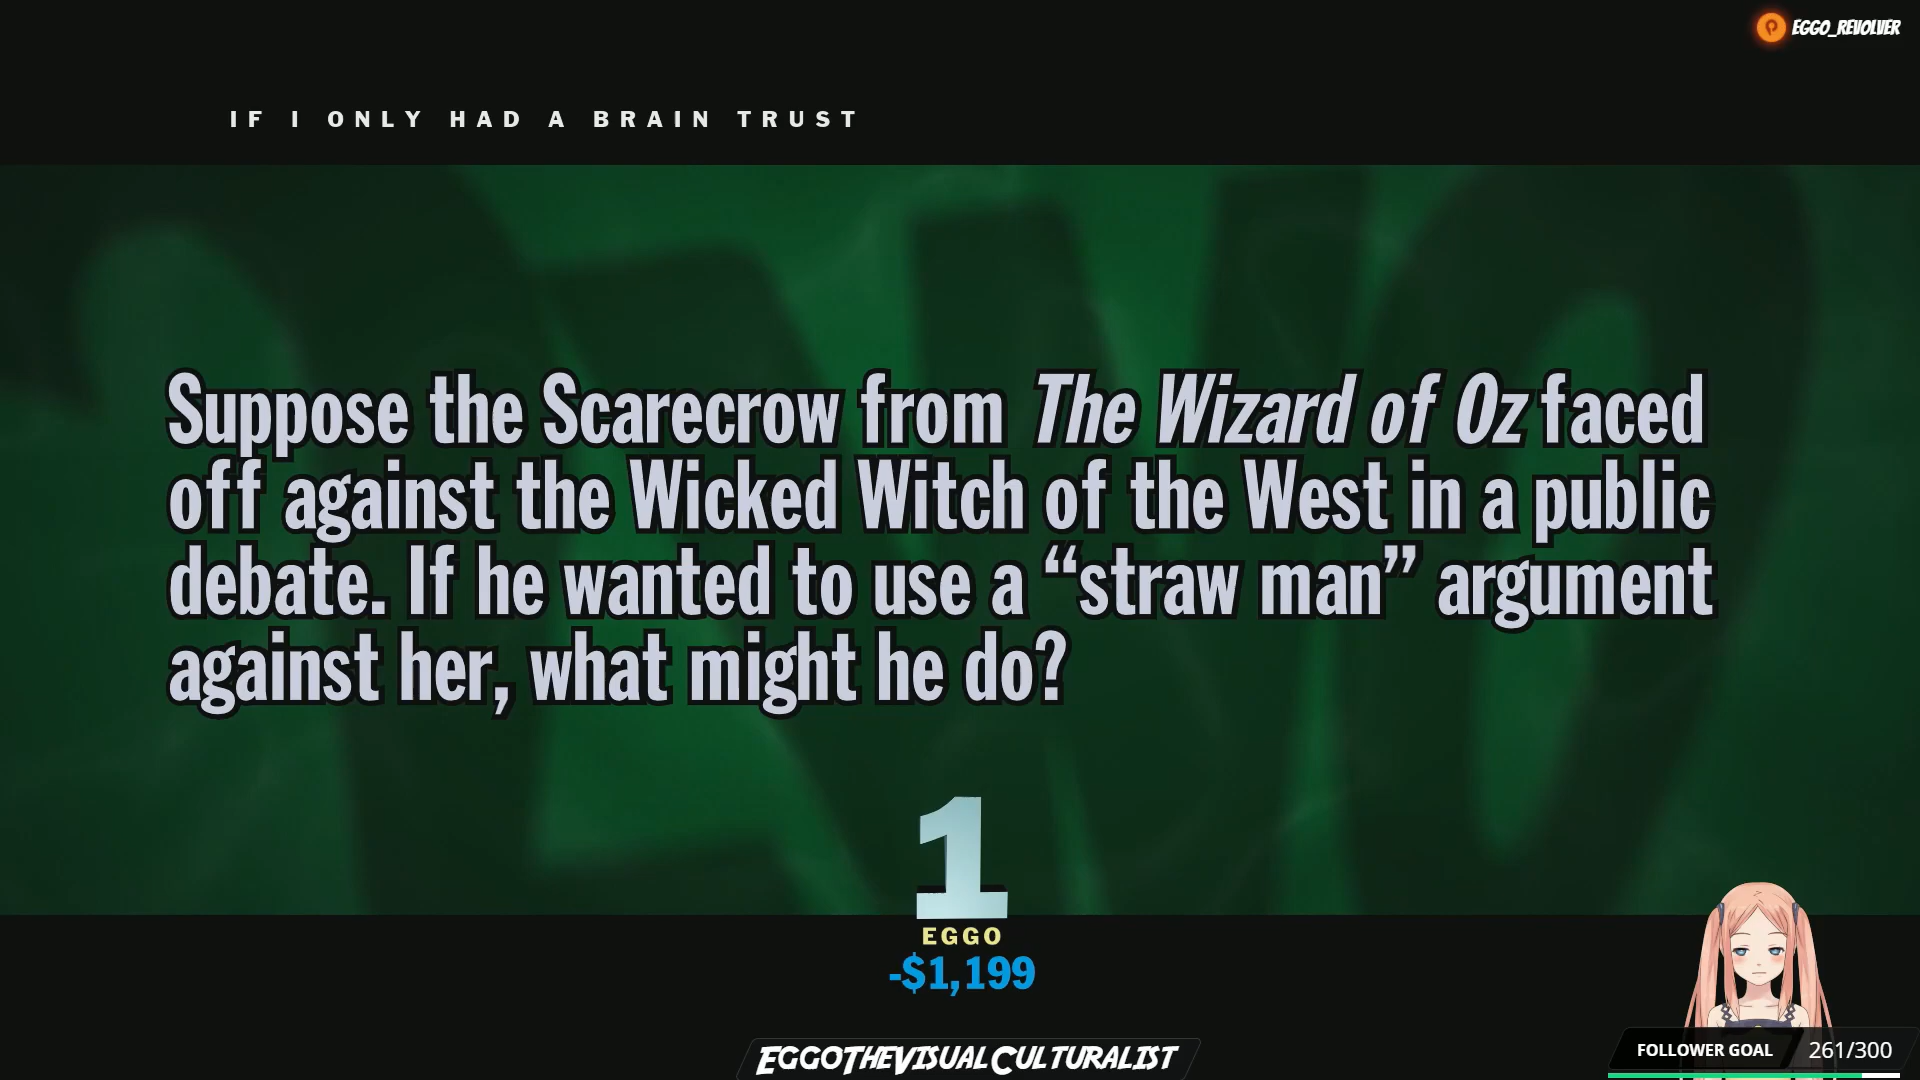 EGGO_REVOLVER
IF I ONLY HAD A BRAIN TRUST
Suppose the Scarecrow from The Wizard of Oz faced
off against the Wicked Witch of the West in a public
debate. If he wanted to use a “straw man” argument
against her, what might he do?
1
EGGO
-$1,199
EGGOTHEVISUALCULTURALIST
FOLLOWER GOAL 261/300